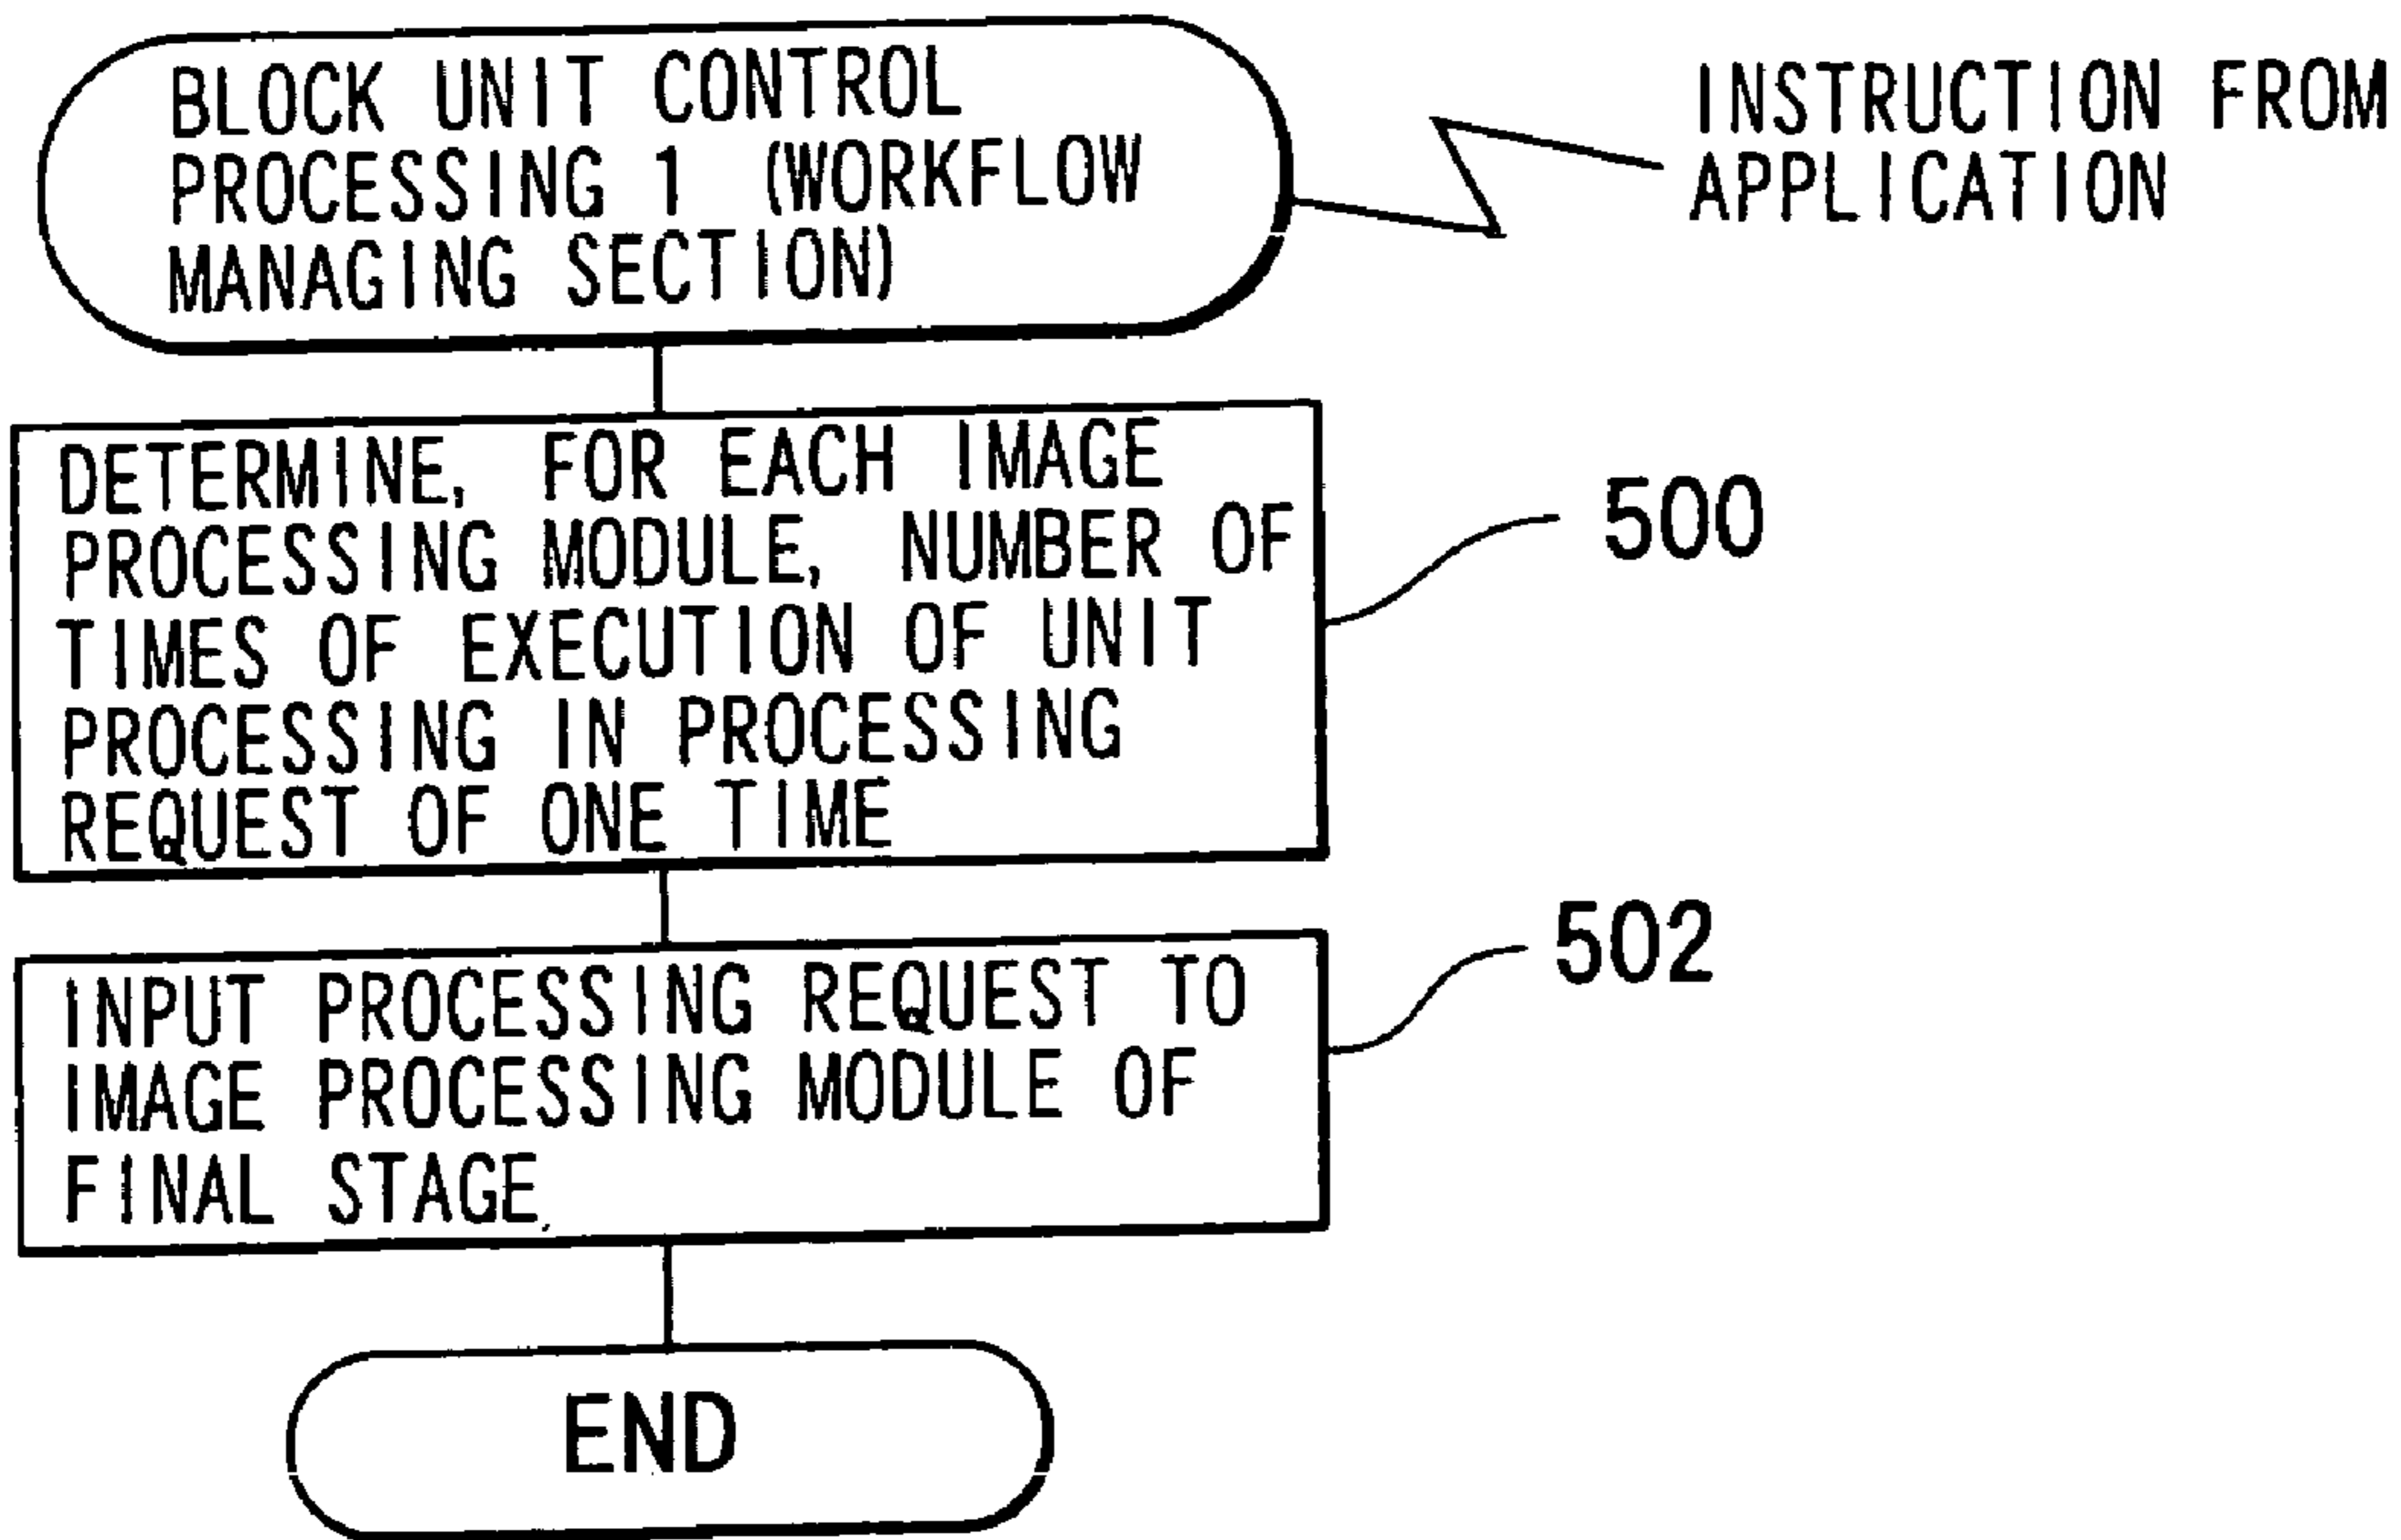 BLOCK UNIT CONTROL
PROCESSING 1 (WORKFLOW
MANAGING SECTION)
INSTRUCTION FROM
APPLICATION
DETERMINE, FOR EACH IMAGE
PROCESSING MODULE, NUMBER OF
TIMES OF EXECUTION OF UNIT
PROCESSING IN PROCESSING
REQUEST OF ONE TIME
500
INPUT PROCESSING REQUEST TO
IMAGE PROCESSING MODULE OF
FINAL STAGE
502
END